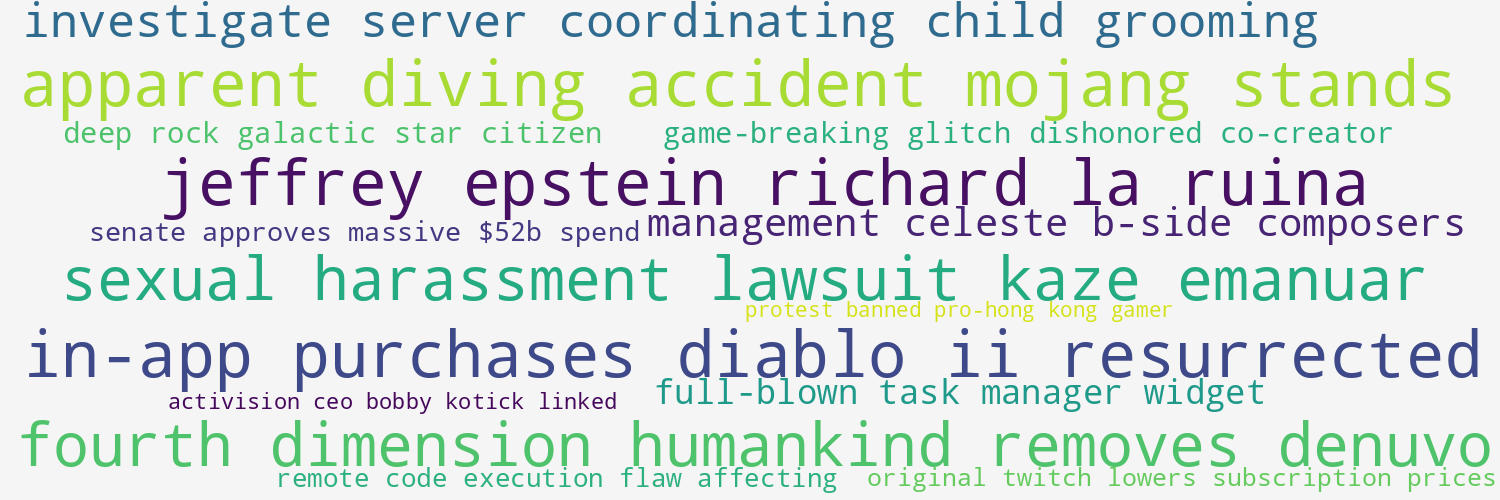 investigate server coordinating child grooming
apparent diving accident mojang stands
deep rock galactic star citizen
game-breaking glitch dishonored co-creator
jeffrey epstein richard la ruina
senate approves massive $52b spend
management celeste b-side composers
sexual harassment lawsuit kaze emanuar
protest banned pro-hong kong gamer
in-app purchases diablo ii resurrected
activision ceo bobby kotick linked
full-blown task manager widget
fourth dimension humankind removes denuvo
remote code execution flaw affecting
original twitch lowers subscription prices